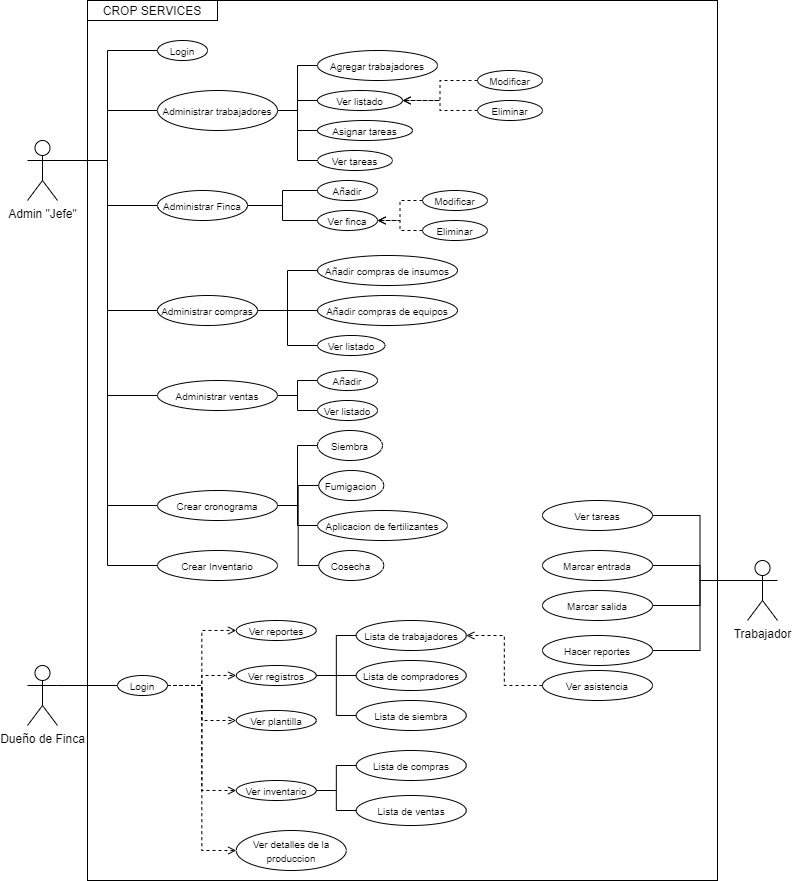 CROP SERVICES
Login
Agregar trabajadores
Modificar
Ver listado
Administrar trabajadores
Eliminar
Asignar tareas
Ver tareas
Admin "Jefe"
Añadir
Modificar
Administrar Finca
Ver finca
Eliminar
Añadir compras de insumos
Administrar compras
Añadir compras de equipos
Ver listado
Añadir
Administrar ventas
Ver listado
Siembra
Fumigacion
Crear cronograma
Aplicacion de fertilizantes
Crear Inventario
Cosecha
Ver tareas
Marcar entrada
Marcar salida
Trabajador
Hacer reportes
Ver asistencia
Ver reportes
Lista de trabajadores
Login
Ver registros
Lista de compradores
Dueño de Finca
Ver plantilla
Lista de siembra
Lista de compras
Ver inventario
Lista de ventas
Ver detalles de la
produccion